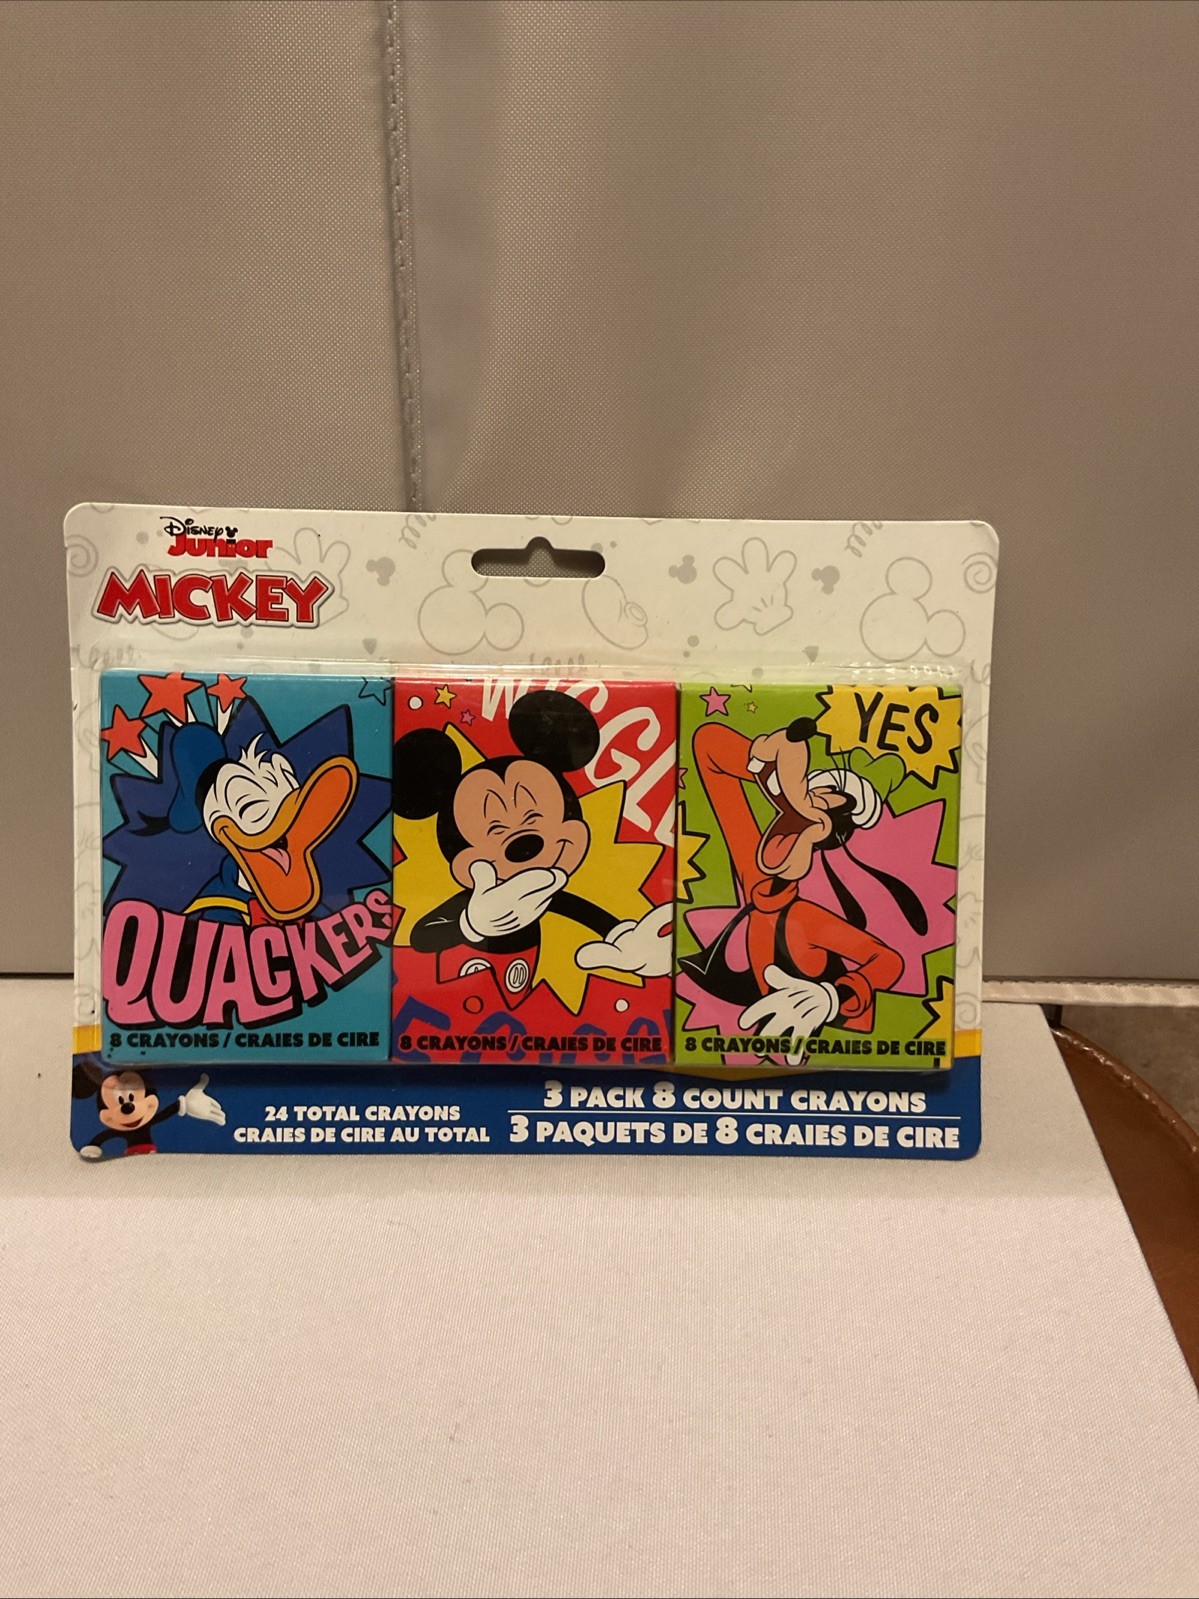 Disney
Junior
MICKEY
QUACKERS
8 CRAYONS / CRAIES DE CIRE
8 CRAYONS / CRAIES DE CIRE
YES
8 CRAYONS / CRAIES DE CIRE
24 TOTAL CRAYONS
CRAIES DE CIRE AU TOTAL
3 PACK 8 COUNT CRAYONS
3 PAQUETS DE 8 CRAIES DE CIRE